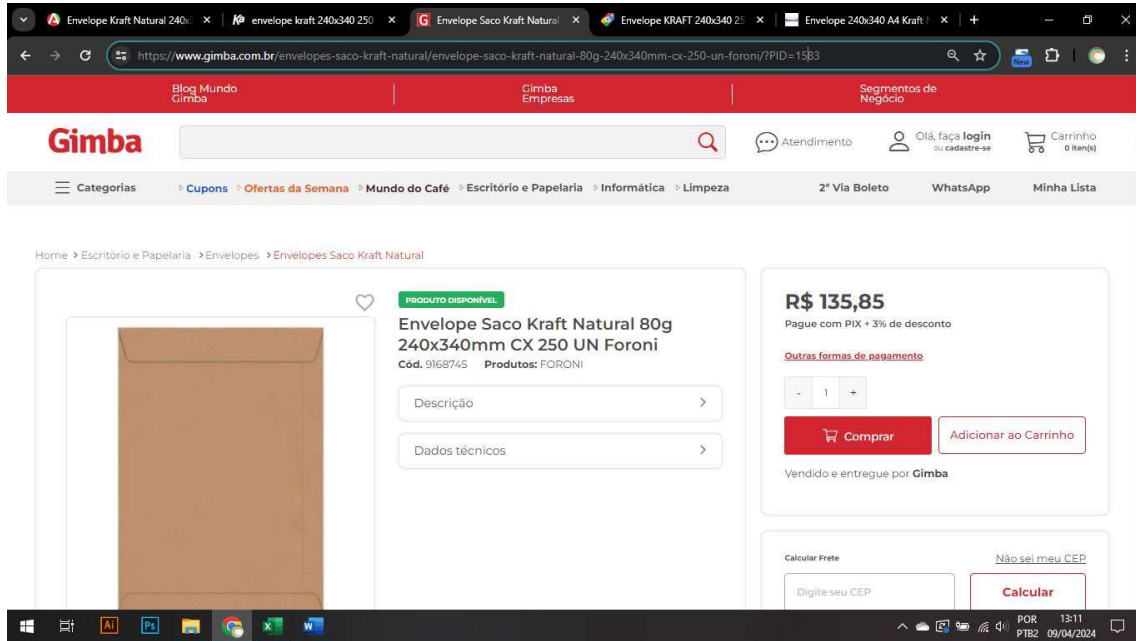 Envelope Kraft Natural 240x
envelope kraft 240x340 250
Envelope Saco Kraft Natural
Envelope KRAFT 240x340 25
Envelope 240x340 A4 Kraft
https://www.gimba.com.br/envelopes-saco-kraft-natural/envelope-saco-kraft-natural-80g-240x340mm-cx-250-un-foroni/?PID=1583
New
Blog Mundo
Gimba
Gimba
Empresas
Segmentos de
Negócio
Gimba
Atendimento
Olá, faça login
ou cadastre-se
Carrinho
0 iten(s)
Categorias
Cupons
Ofertas da Semana
Mundo do Café
Escritório e Papelaria
Informática
Limpeza
2ª Via Boleto
WhatsApp
Minha Lista
Home > Escritório e Papelaria > Envelopes > Envelopes Saco Kraft Natural
PRODUTO DISPONÍVEL
Envelope Saco Kraft Natural 80g
240x340mm CX 250 UN Foroni
Cód. 9168745 Produtos: FORONI
Descrição
Dados técnicos
R$ 135,85
Pague com PIX + 3% de desconto
Outras formas de pagamento
- 1 +
Comprar
Adicionar ao Carrinho
Vendido e entregue por Gimba
Calcular Frete
Não sei meu CEP
Digite seu CEP
Calcular
Ai
Ps
POR
PTB2
13:11
09/04/2024